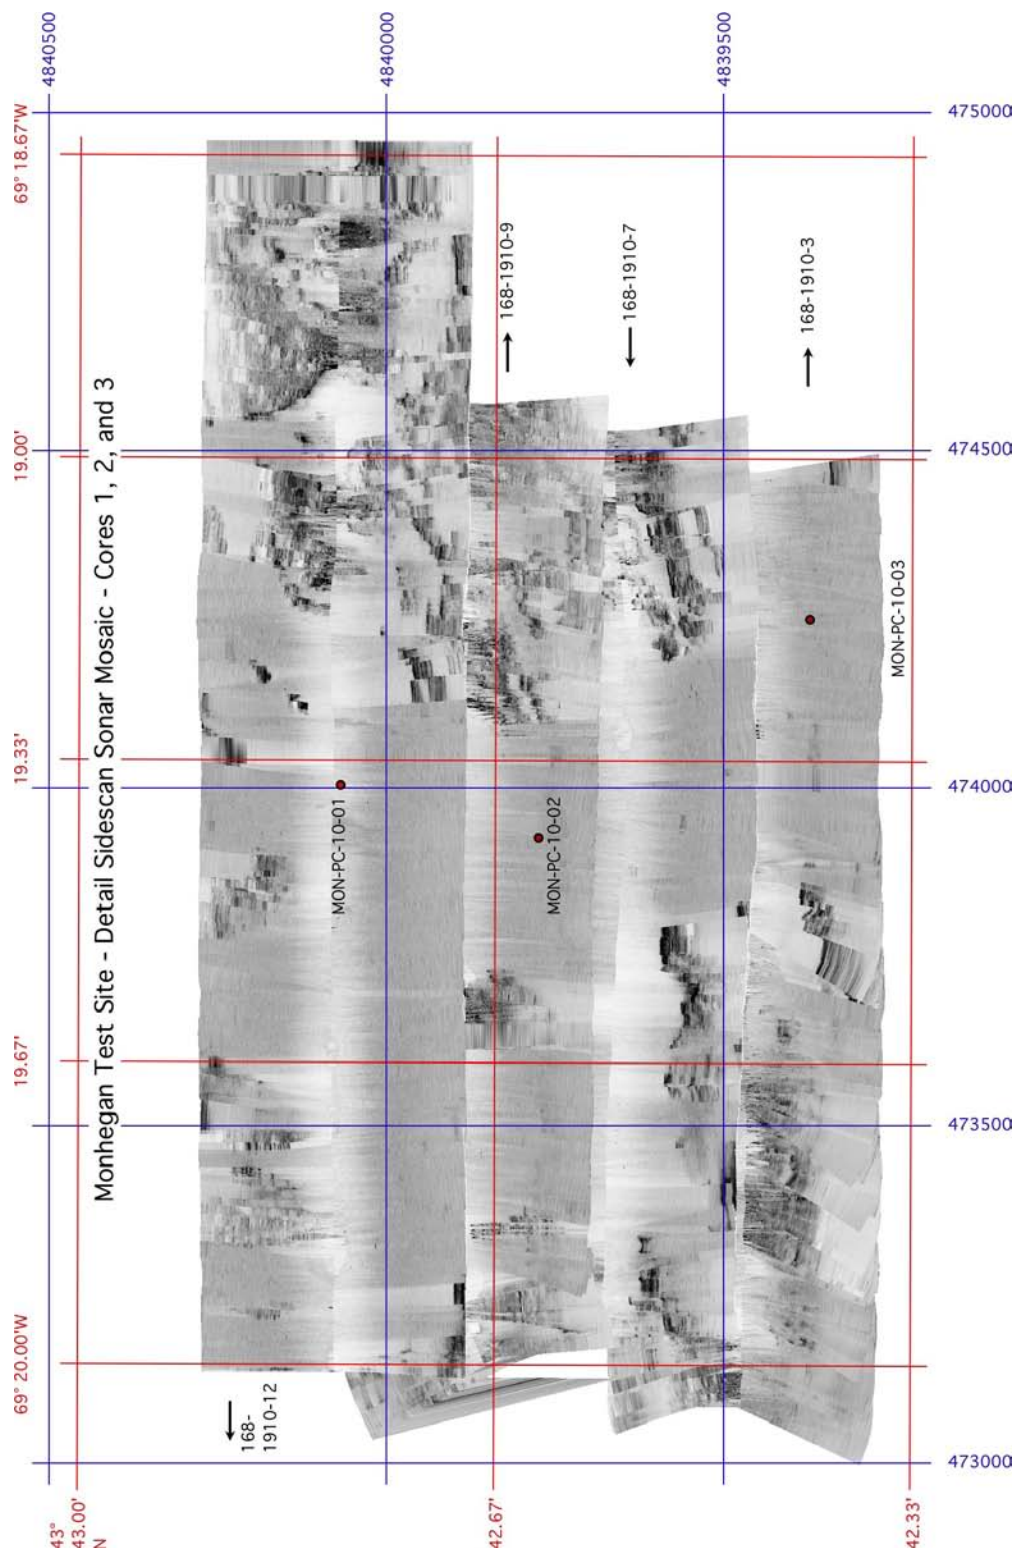 Monhegan Test Site - Detail Sidescan Sonar Mosaic - Cores 1, 2, and 3
4840500
4840000
4839500
69° 18.67'W
19.00'
19.33'
19.67'
69° 20.00'W
475000
474500
474000
473500
473000
43°
43.00'
N
42.67'
42.33'
168-1910-9
168-1910-7
168-1910-3
168-
1910-12
MON-PC-10-01
MON-PC-10-02
MON-PC-10-03